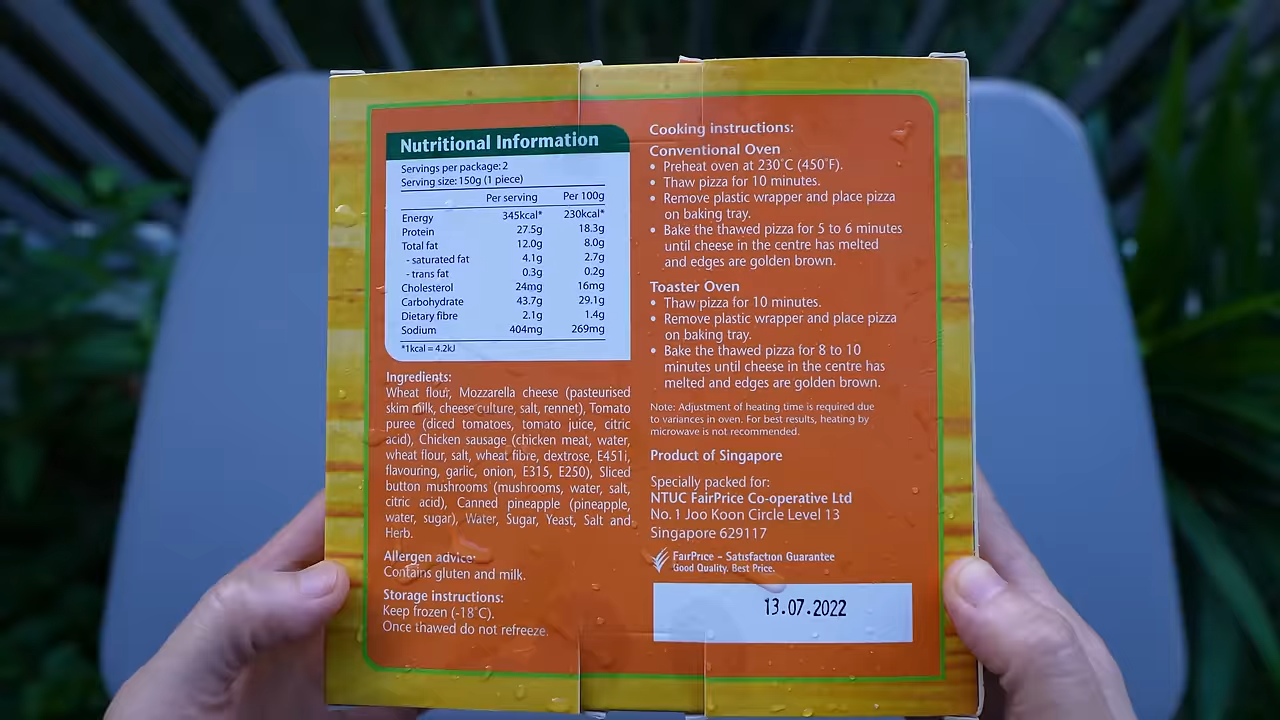 Nutritional Information
Servings per package: 2
Serving size: 150g (1 piece)
Per serving Per 100g
Energy 345kcal* 230kcal*
Protein 27.5g 18.3g
Total fat 12.0g 8.0g
- saturated fat 4.1g 2.7g
- trans fat 0.3g 0.2g
Cholesterol 24mg 16mg
Carbohydrate 43.7g 29.1g
Dietary fibre 2.1g 1.4g
Sodium 404mg 269mg
*1kcal = 4.2kJ
Ingredients:
Wheat flour, Mozzarella cheese (pasteurised
skim milk, cheese culture, salt, rennet), Tomato
puree (diced tomatoes, tomato juice, citric
acid), Chicken sausage (chicken meat, water,
wheat flour, salt, wheat fibre, dextrose, E451i,
flavouring, garlic, onion, E315, E250), Sliced
button mushrooms (mushrooms, water, salt,
citric acid), Canned pineapple (pineapple,
water, sugar), Water, Sugar, Yeast, Salt and
Herb.
Allergen advice:
Contains gluten and milk.
Storage instructions:
Keep frozen (-18°C).
Once thawed do not refreeze.
Cooking instructions:
Conventional Oven
• Preheat oven at 230°C (450°F).
• Thaw pizza for 10 minutes.
• Remove plastic wrapper and place pizza
on baking tray.
• Bake the thawed pizza for 5 to 6 minutes
until cheese in the centre has melted
and edges are golden brown.
Toaster Oven
• Thaw pizza for 10 minutes.
• Remove plastic wrapper and place pizza
on baking tray.
• Bake the thawed pizza for 8 to 10
minutes until cheese in the centre has
melted and edges are golden brown.
Note: Adjustment of heating time is required due
to variances in oven. For best results, heating by
microwave is not recommended.
Product of Singapore
Specially packed for:
NTUC FairPrice Co-operative Ltd
No. 1 Joo Koon Circle Level 13
Singapore 629117
FairPrice - Satisfaction Guarantee
Good Quality. Best Price.
13.07.2022